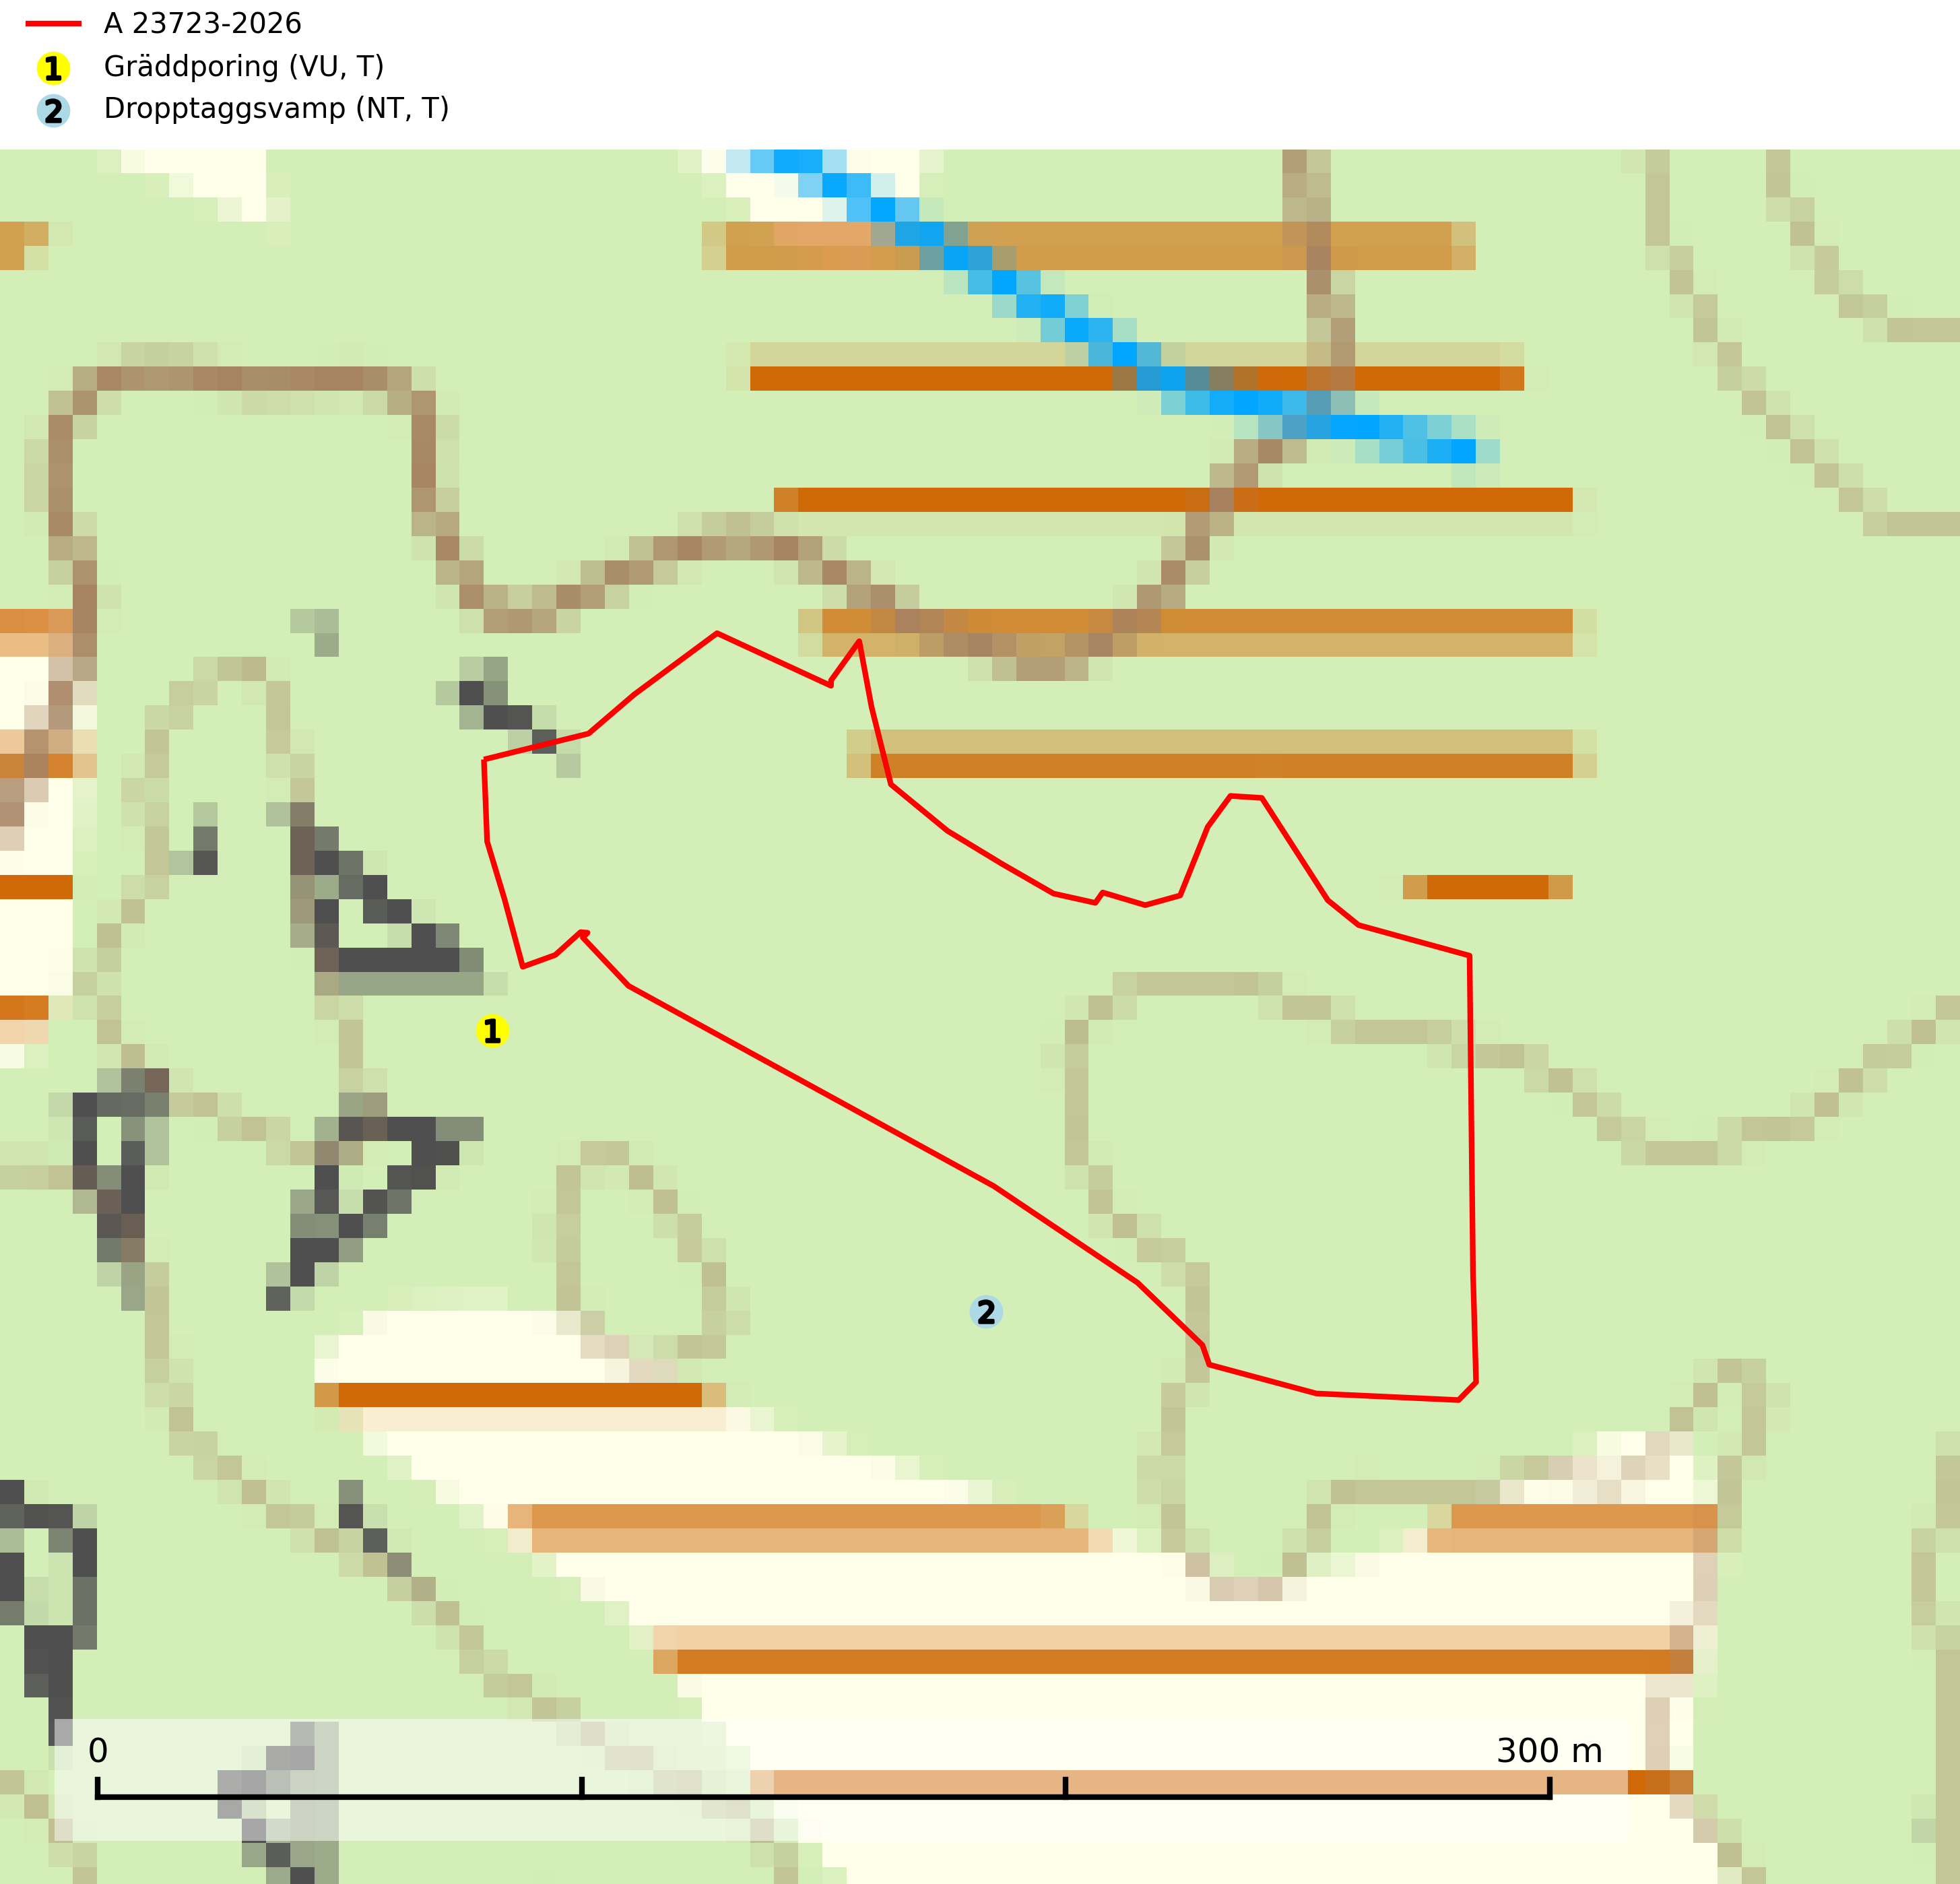 A 23723-2026
1 Gräddporing (VU, T)
2 Dropptaggsvamp (NT, T)
1
2
0 300 m